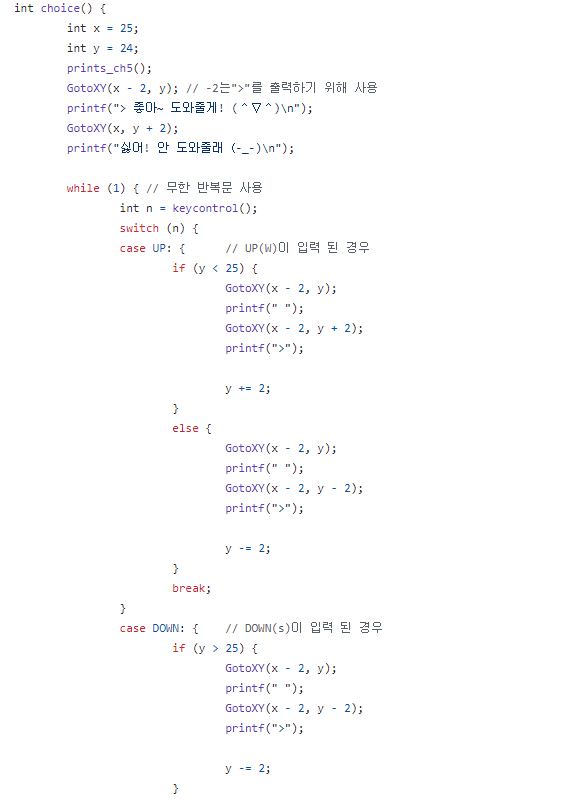 int choice() {
int x = 25;
int y = 24;
prints_ch5();
GotoXY(x - 2, y); // -2는">"를 출력하기 위해 사용
printf("> 좋아~ 도와줄게! (^▽^)\n");
GotoXY(x, y + 2);
printf("싫어! 안 도와줄래 (-_-)\n");
while (1) { // 무한 반복문 사용
int n = keycontrol();
switch (n) {
case UP: { // UP(W)이 입력 된 경우
if (y < 25) {
GotoXY(x - 2, y);
printf(" ");
GotoXY(x - 2, y + 2);
printf(">");
y += 2;
}
else {
GotoXY(x - 2, y);
printf(" ");
GotoXY(x - 2, y - 2);
printf(">");
y -= 2;
}
break;
}
case DOWN: { // DOWN(s)이 입력 된 경우
if (y > 25) {
GotoXY(x - 2, y);
printf(" ");
GotoXY(x - 2, y - 2);
printf(">");
y -= 2;
}